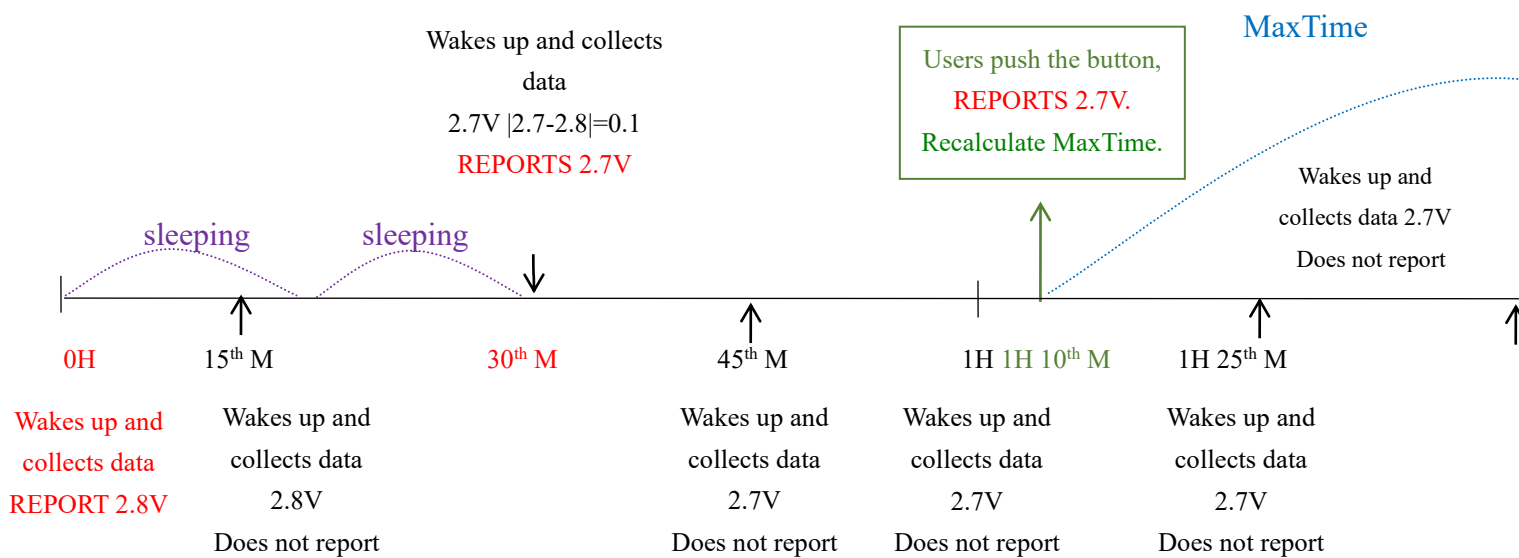 MaxTime
Wakes up and collects
data
2.7V |2.7-2.8|=0.1
REPORTS 2.7V
Users push the button,
REPORTS 2.7V.
Recalculate MaxTime.
Wakes up and
collects data 2.7V
Does not report
sleeping
sleeping
0H
15th M
30th M
45th M
1H
1H 10th M
1H 25th M
Wakes up and
collects data
REPORT 2.8V
Wakes up and
collects data
2.8V
Does not report
Wakes up and
collects data
2.7V
Does not report
Wakes up and
collects data
2.7V
Does not report
Wakes up and
collects data
2.7V
Does not report